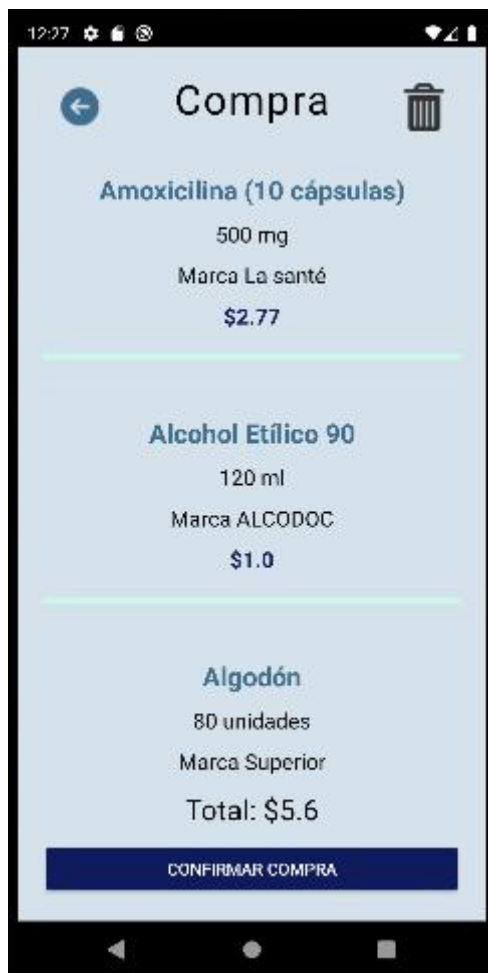 12:27
Compra
Amoxicilina (10 cápsulas)
500 mg
Marca La santé
$2.77
Alcohol Etílico 90
120 ml
Marca ALCODOC
$1.0
Algodón
80 unidades
Marca Superior
Total: $5.6
CONFIRMAR COMPRA